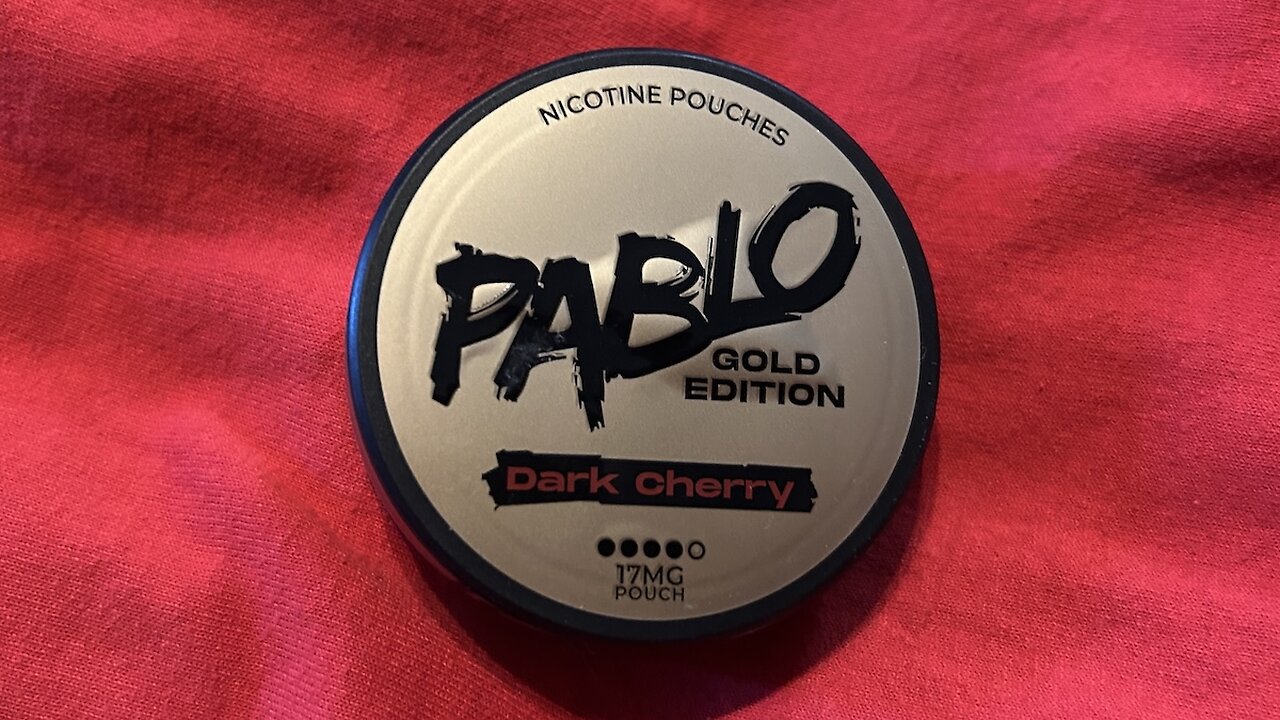 NICOTINE POUCHES
PABLO
GOLD
EDITION
Dark Cherry
17MG
POUCH